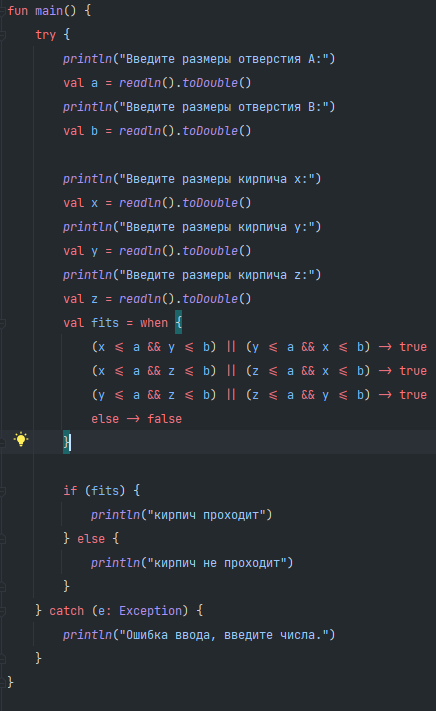 fun main() {
    try {
        println("Введите размеры отверстия A:")
        val a = readln().toDouble()
        println("Введите размеры отверстия B:")
        val b = readln().toDouble()

        println("Введите размеры кирпича x:")
        val x = readln().toDouble()
        println("Введите размеры кирпича y:")
        val y = readln().toDouble()
        println("Введите размеры кирпича z:")
        val z = readln().toDouble()
        val fits = when {
            (x <= a && y <= b) || (y <= a && x <= b) -> true
            (x <= a && z <= b) || (z <= a && x <= b) -> true
            (y <= a && z <= b) || (z <= a && y <= b) -> true
            else -> false
        }

        if (fits) {
            println("кирпич проходит")
        } else {
            println("кирпич не проходит")
        }
    } catch (e: Exception) {
        println("Ошибка ввода, введите числа.")
    }
}